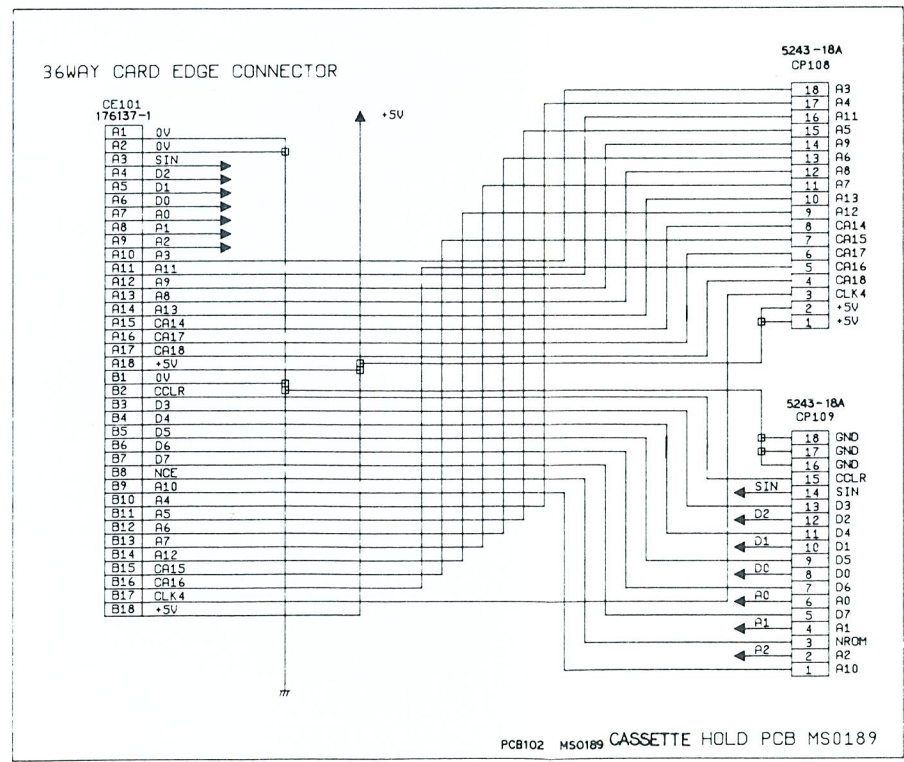 36WAY CARD EDGE CONNECTOR
CE101
176137-1
A1 0V
A2 0V
A3 SIN
A4 D2
A5 D1
A6 D0
A7 A0
A8 A1
A9 A2
A10 A3
A11 A11
A12 A9
A13 A8
A14 A13
A15 CA14
A16 CA17
A17 CA18
A18 +5V
B1 0V
B2 CCLR
B3 D3
B4 D4
B5 D5
B6 D6
B7 D7
B8 NCE
B9 A10
B10 A4
B11 A5
B12 A6
B13 A7
B14 A12
B15 CA15
B16 CA16
B17 CLK4
B18 +5V
+5V
5243-18A
CP108
18 A3
17 A4
16 A11
15 A5
14 A9
13 A6
12 A8
11 A7
10 A13
9 A12
8 CA14
7 CA15
6 CA17
5 CA16
4 CA18
3 CLK4
2 +5V
1 +5V
5243-18A
CP109
18 GND
17 GND
16 GND
15 CCLR
SIN 14 SIN
13 D3
D2 12 D2
11 D4
D1 10 D1
9 D5
D0 8 D0
7 D6
A0 6 A0
5 D7
A1 4 A1
3 NROM
A2 2 A2
1 A10
PCB102 MS0189 CASSETTE HOLD PCB MS0189